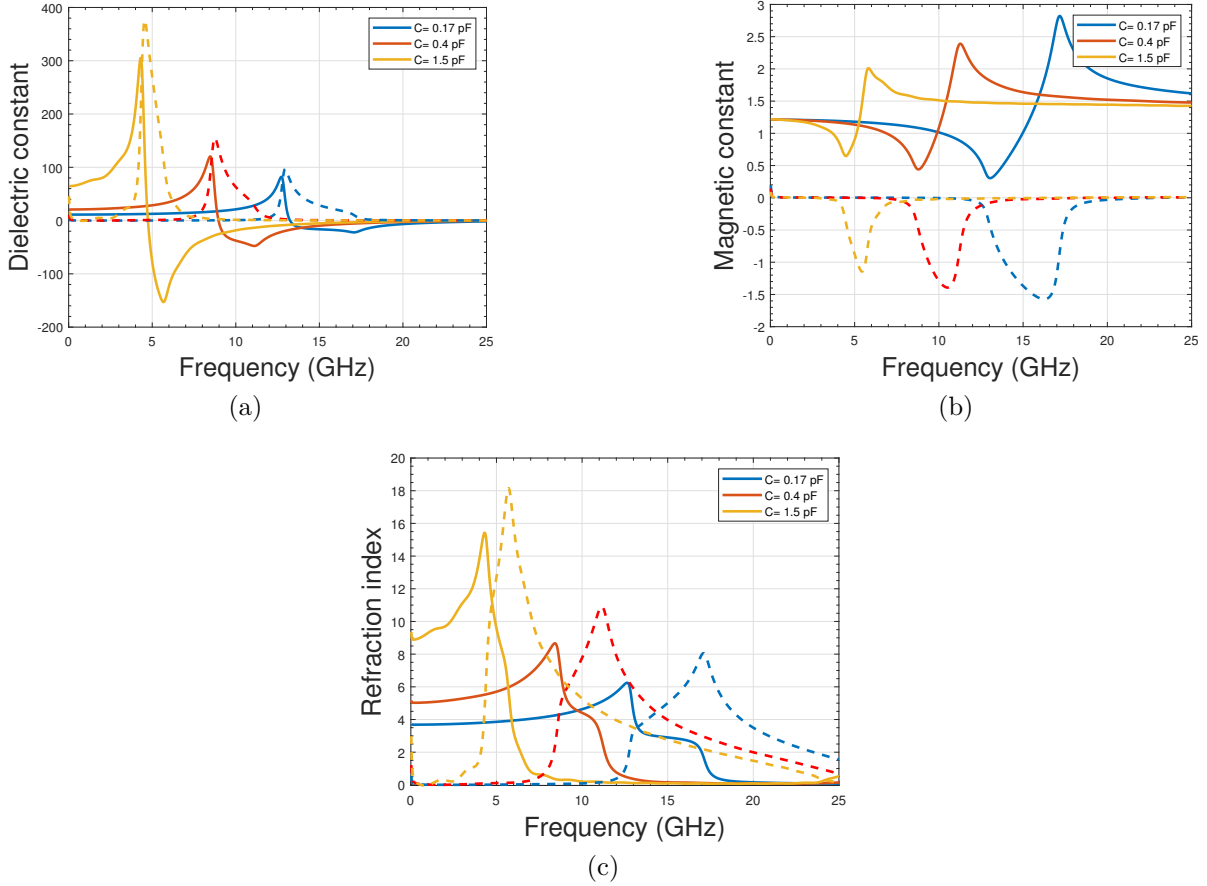 400
300
200
100
0
-100
-200
Dielectric constant
0 5 10 15 20 25
Frequency (GHz)
C= 0.17 pF
C= 0.4 pF
C= 1.5 pF
(a)
3
2.5
2
1.5
1
0.5
0
-0.5
-1
-1.5
-2
Magnetic constant
0 5 10 15 20 25
Frequency (GHz)
C= 0.17 pF
C= 0.4 pF
C= 1.5 pF
(b)
20
18
16
14
12
10
8
6
4
2
0
Refraction index
0 5 10 15 20 25
Frequency (GHz)
C= 0.17 pF
C= 0.4 pF
C= 1.5 pF
(c)